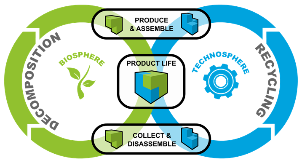 PRODUCE
& ASSEMBLE
DECOMPOSITION
BIOSPHERE
PRODUCT LIFE
TECHNOSPHERE
RECYCLING
COLLECT &
DISASSEMBLE